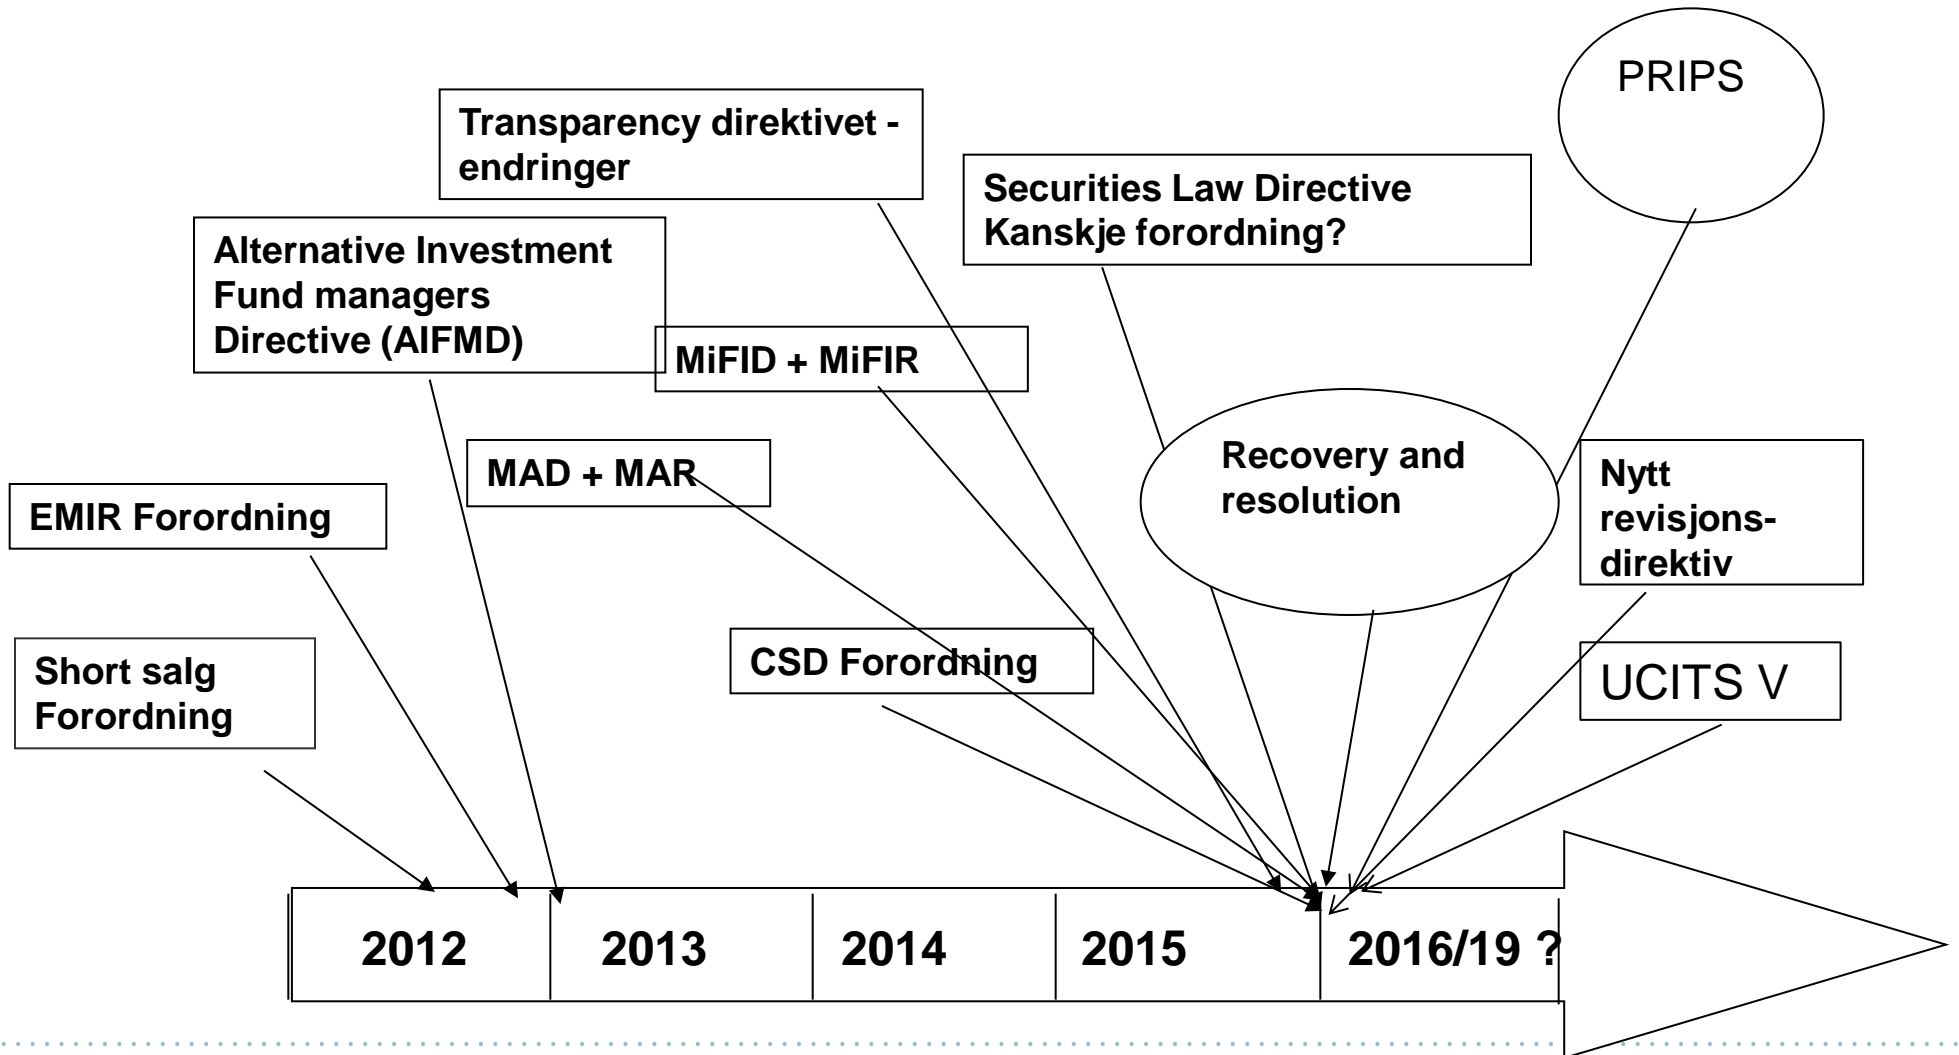 PRIPS
Transparency direktivet -
endringer
Securities Law Directive
Kanskje forordning?
Alternative Investment
Fund managers
Directive (AIFMD)
MiFID + MiFIR
MAD + MAR
Recovery and
resolution
Nytt
revisjons-
direktiv
EMIR Forordning
Short salg
Forordning
CSD Forordning
UCITS V
2012
2013
2014
2015
2016/19 ?